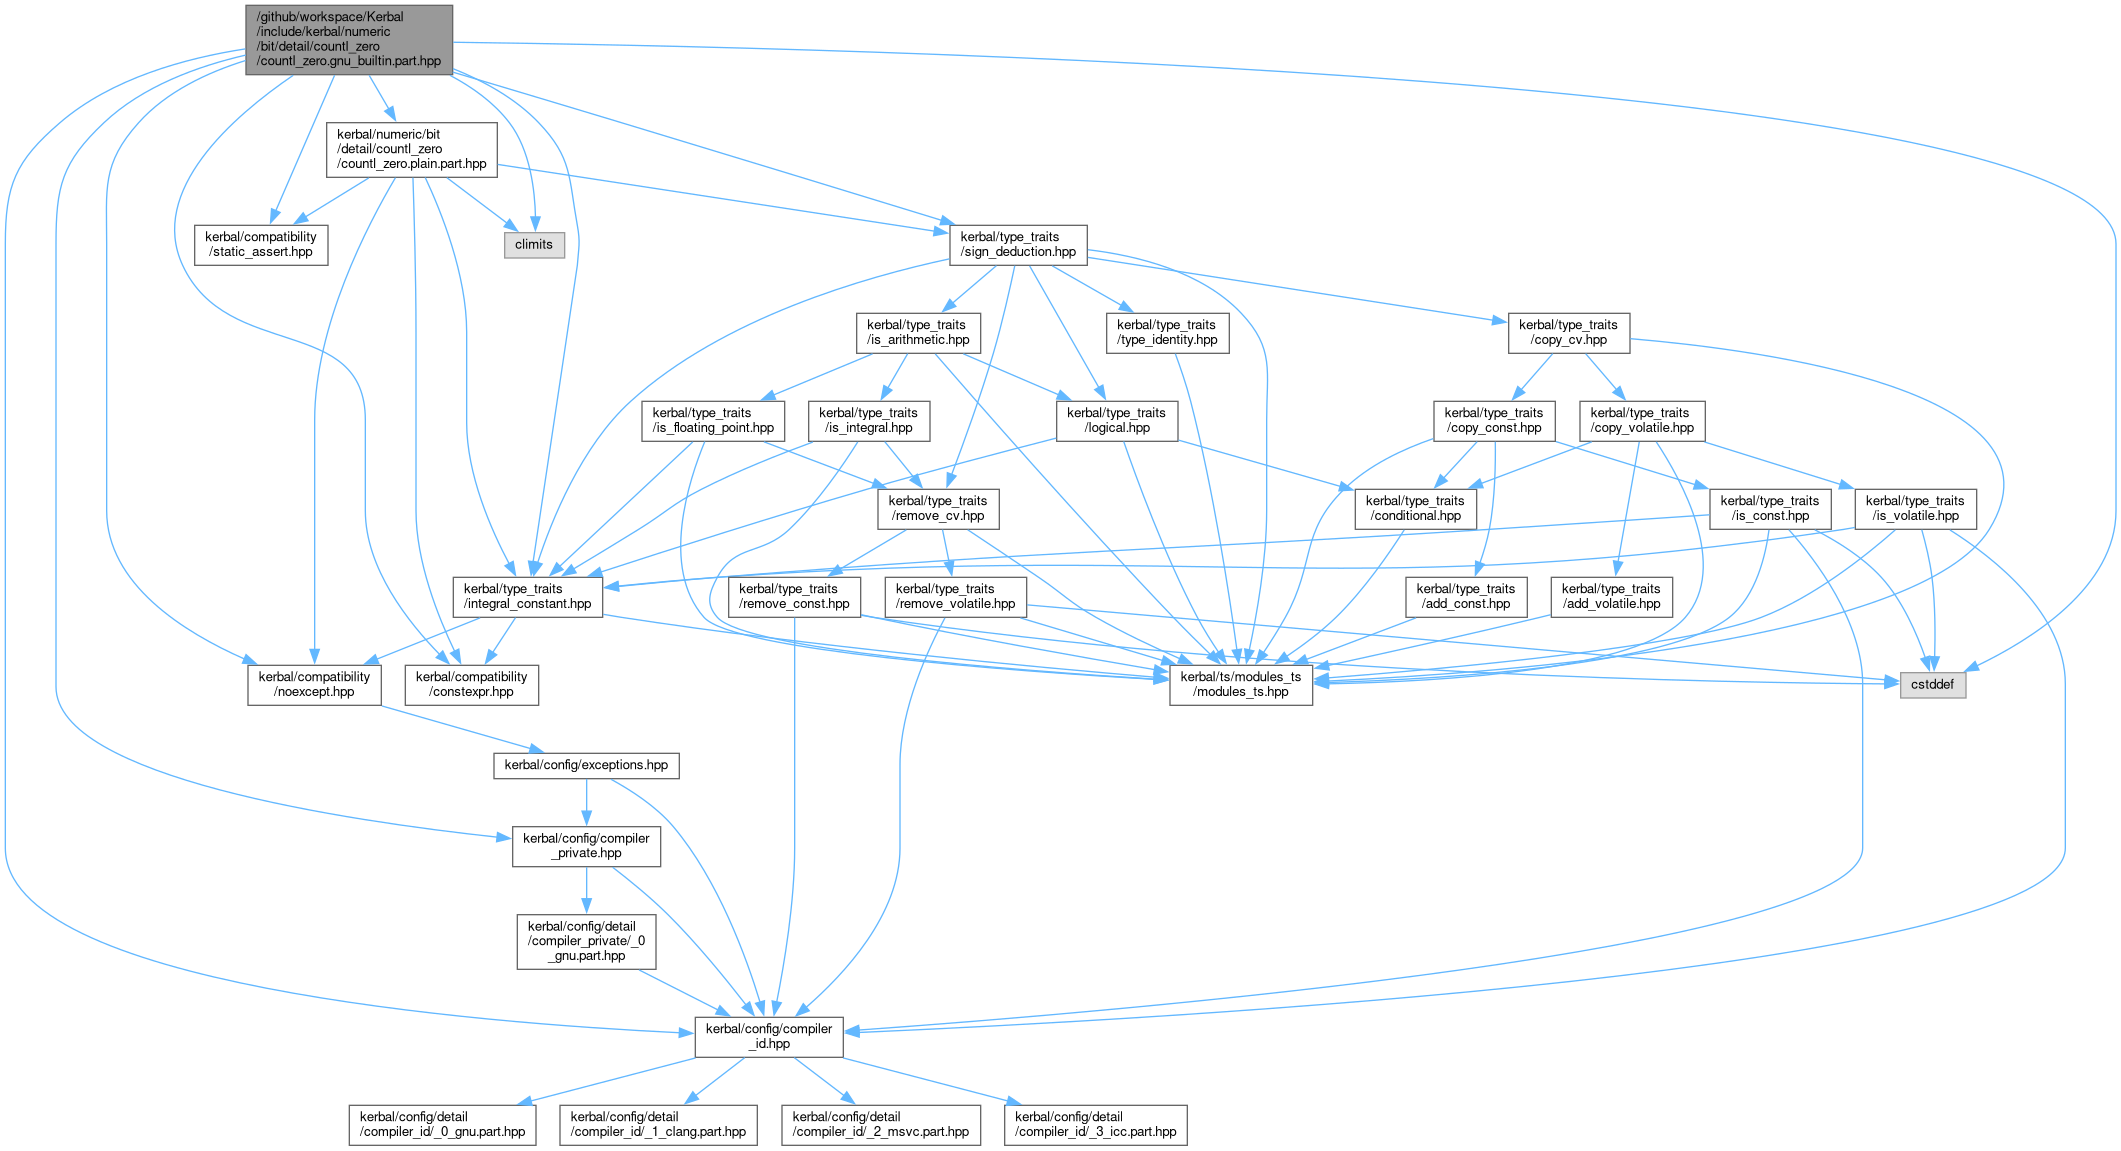 /github/workspace/Kerbal
/include/kerbal/numeric
/bit/detail/countl_zero
/countl_zero.gnu_builtin.part.hpp
kerbal/numeric/bit
/detail/countl_zero
/countl_zero.plain.part.hpp
kerbal/compatibility
/static_assert.hpp
climits
kerbal/type_traits
/sign_deduction.hpp
kerbal/type_traits
/is_arithmetic.hpp
kerbal/type_traits
/type_identity.hpp
kerbal/type_traits
/copy_cv.hpp
kerbal/type_traits
/is_floating_point.hpp
kerbal/type_traits
/is_integral.hpp
kerbal/type_traits
/logical.hpp
kerbal/type_traits
/copy_const.hpp
kerbal/type_traits
/copy_volatile.hpp
kerbal/type_traits
/remove_cv.hpp
kerbal/type_traits
/conditional.hpp
kerbal/type_traits
/is_const.hpp
kerbal/type_traits
/is_volatile.hpp
kerbal/type_traits
/integral_constant.hpp
kerbal/type_traits
/remove_const.hpp
kerbal/type_traits
/remove_volatile.hpp
kerbal/type_traits
/add_const.hpp
kerbal/type_traits
/add_volatile.hpp
kerbal/compatibility
/noexcept.hpp
kerbal/compatibility
/constexpr.hpp
kerbal/ts/modules_ts
/modules_ts.hpp
cstddef
kerbal/config/exceptions.hpp
kerbal/config/compiler
_private.hpp
kerbal/config/detail
/compiler_private/_0
_gnu.part.hpp
kerbal/config/compiler
_id.hpp
kerbal/config/detail
/compiler_id/_0_gnu.part.hpp
kerbal/config/detail
/compiler_id/_1_clang.part.hpp
kerbal/config/detail
/compiler_id/_2_msvc.part.hpp
kerbal/config/detail
/compiler_id/_3_icc.part.hpp